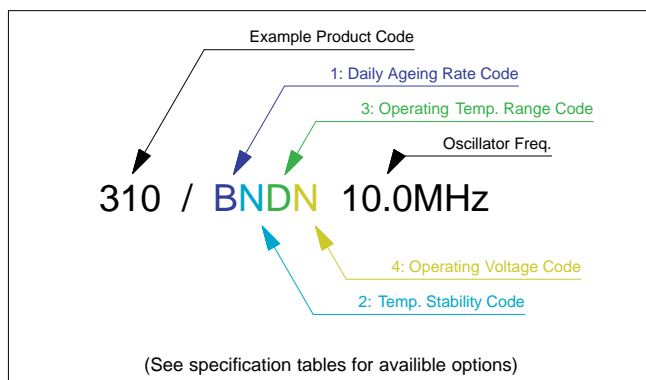 Example Product Code
1: Daily Ageing Rate Code
3: Operating Temp. Range Code
Oscillator Freq.
310 / BNDN 10.0MHz
4: Operating Voltage Code
2: Temp. Stability Code
(See specification tables for availible options)